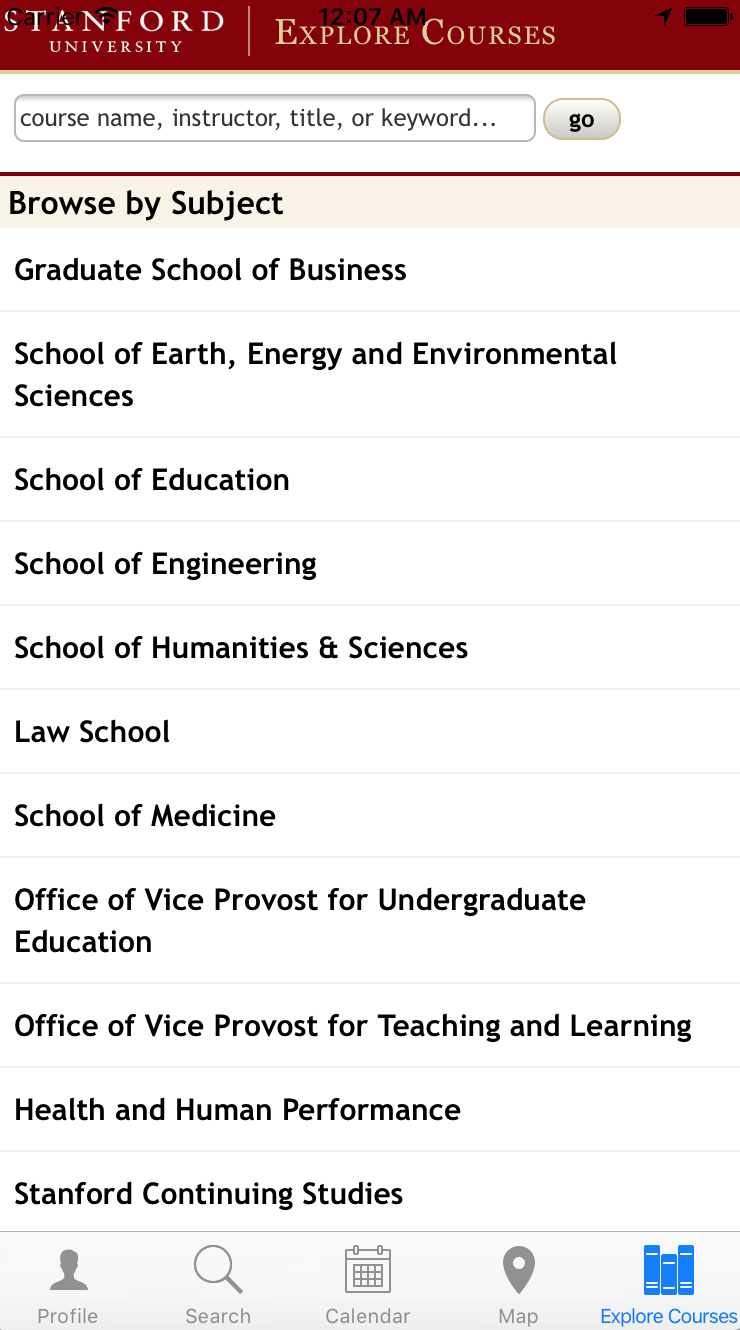 Carrier
12:07 AM
STANFORD
UNIVERSITY
EXPLORE COURSES
course name, instructor, title, or keyword...
go
Browse by Subject
Graduate School of Business
School of Earth, Energy and Environmental
Sciences
School of Education
School of Engineering
School of Humanities & Sciences
Law School
School of Medicine
Office of Vice Provost for Undergraduate
Education
Office of Vice Provost for Teaching and Learning
Health and Human Performance
Stanford Continuing Studies
Profile
Search
Calendar
Map
Explore Courses